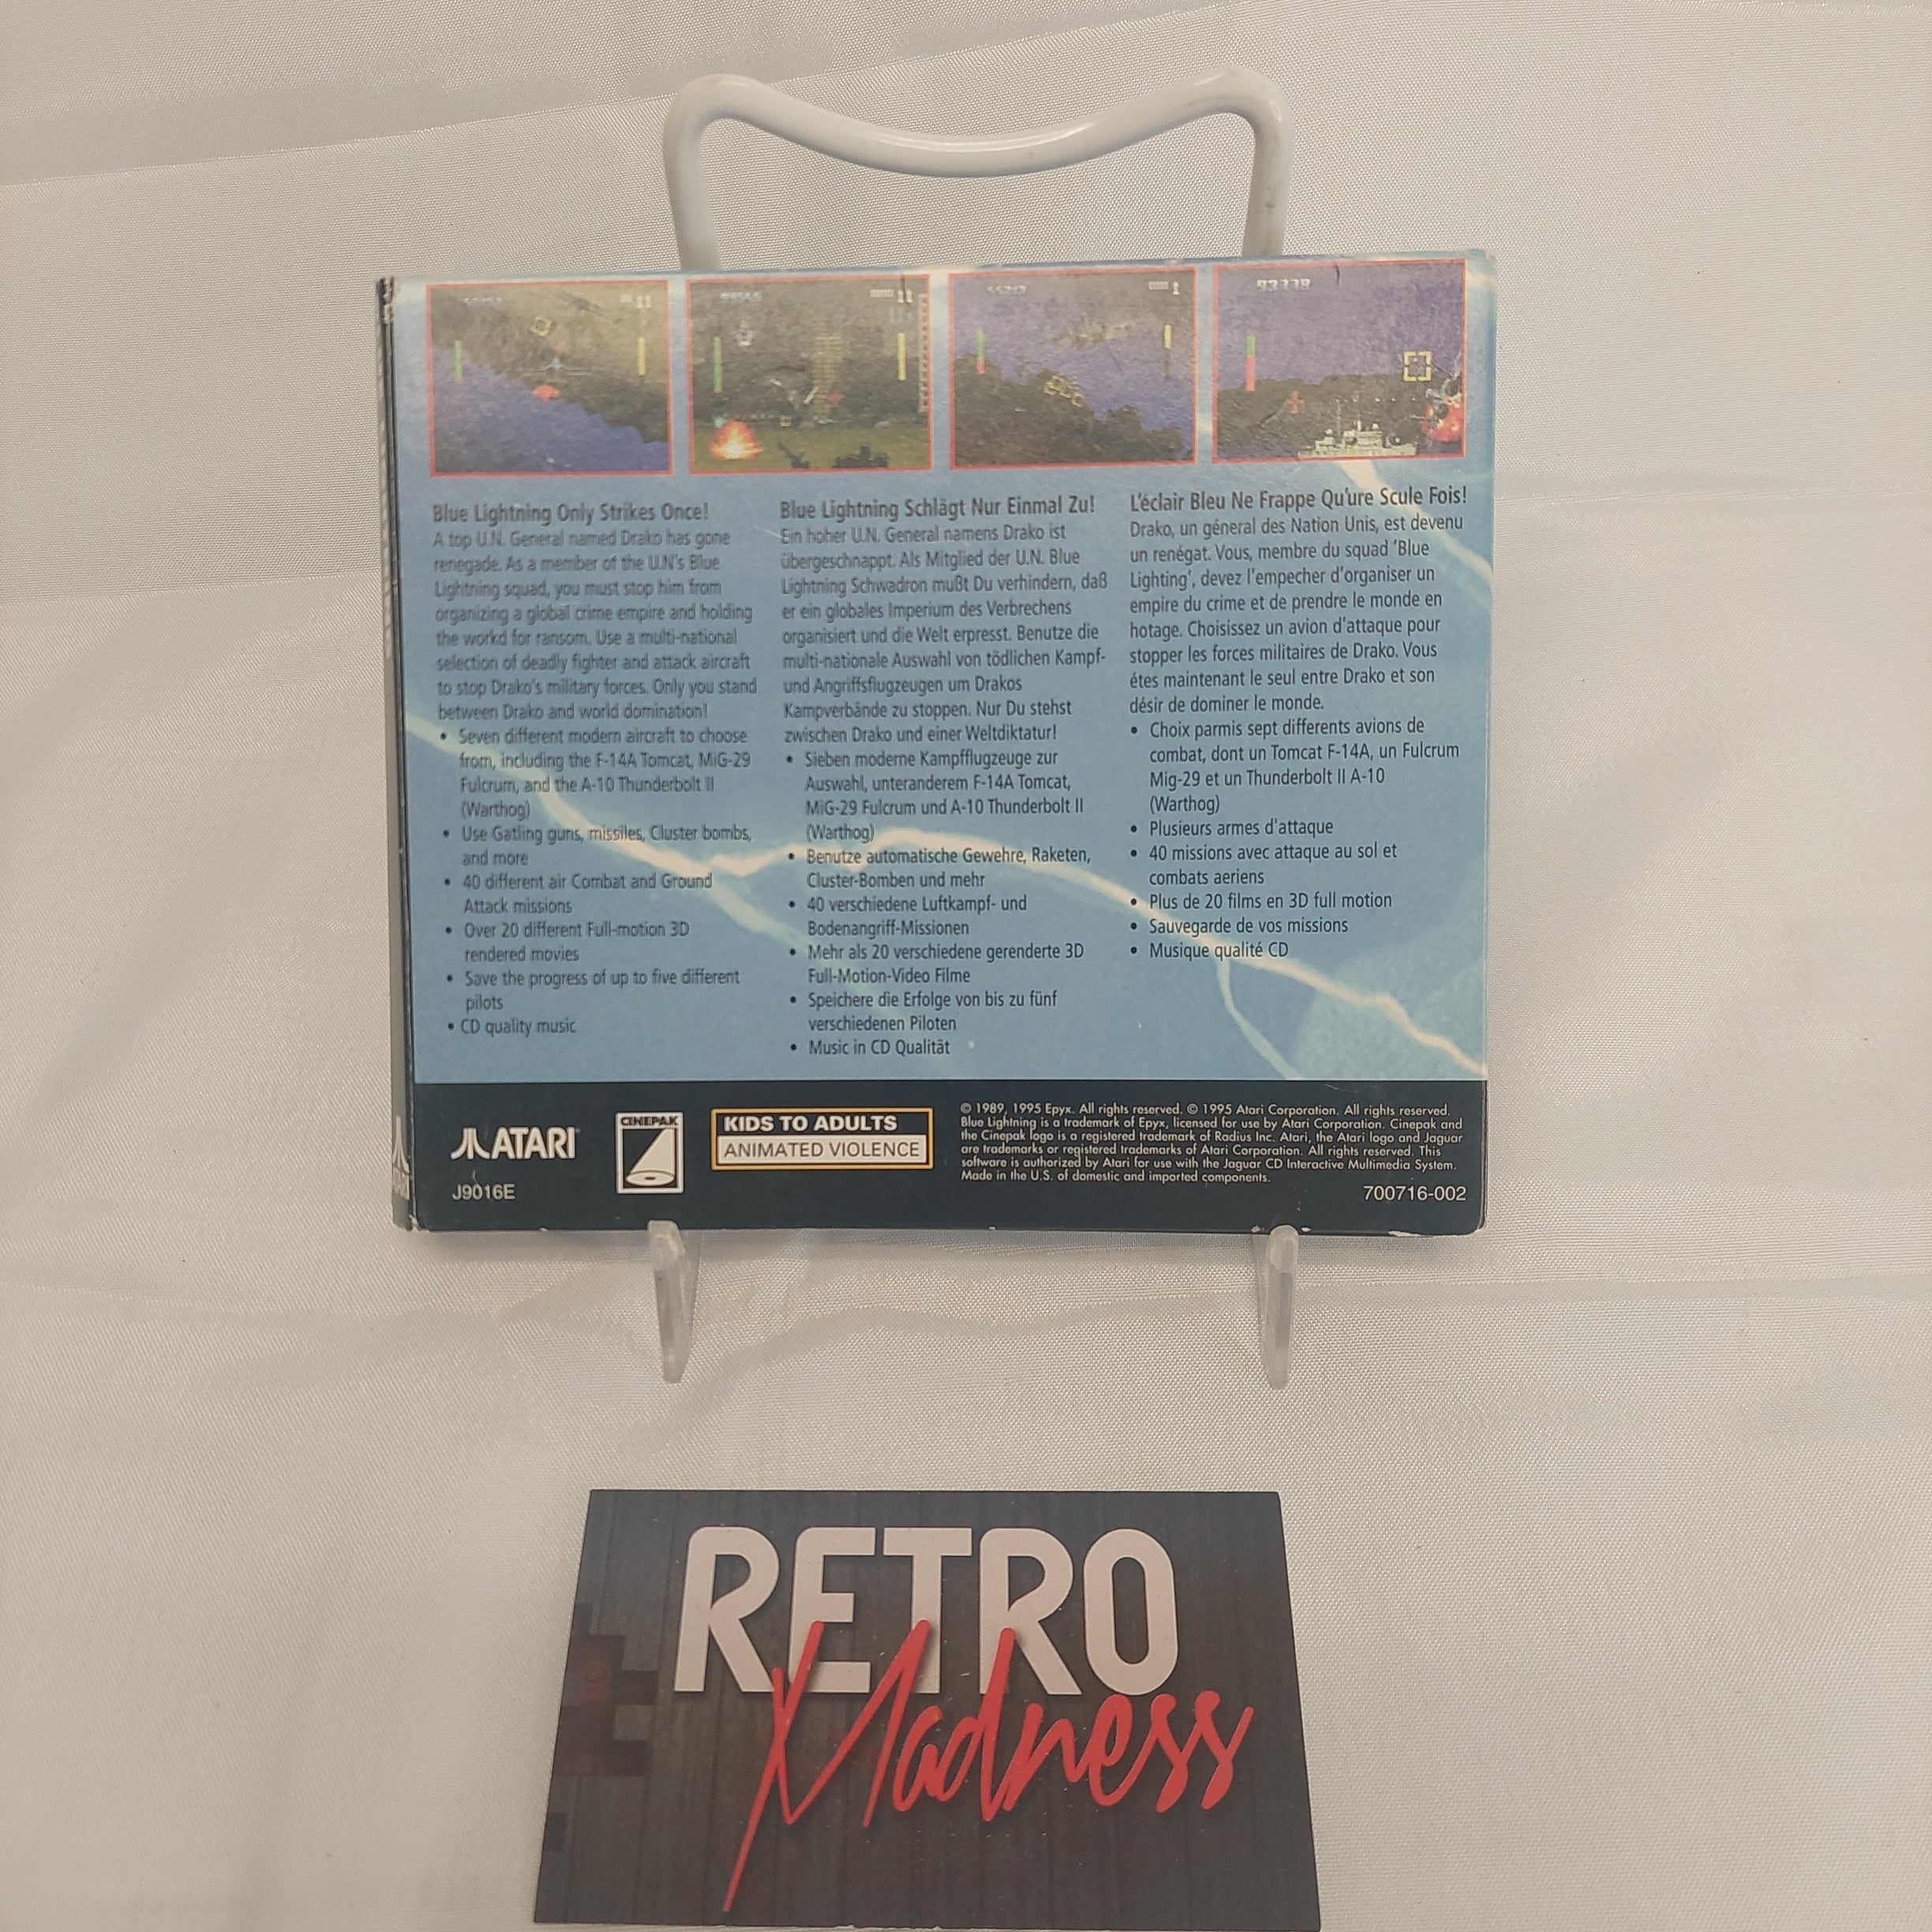 93378
Blue Lightning Only Strikes Once!
A top U.N. General named Drako has gone
renegade. As a member of the U.N's Blue
Lightning squad, you must stop him from
organizing a global crime empire and holding
the workd for ransom. Use a multi-national
selection of deadly fighter and attack aircraft
to stop Drako's military forces. Only you stand
between Drako and world domination!
• Seven different modern aircraft to choose
from, including the F-14A Tomcat, MiG-29
Fulcrum, and the A-10 Thunderbolt II
(Warthog)
• Use Gatling guns, missiles, Cluster bombs,
and more
• 40 different air Combat and Ground
Attack missions
• Over 20 different Full-motion 3D
rendered movies
• Save the progress of up to five different
pilots
• CD quality music
Blue Lightning Schlägt Nur Einmal Zu!
Ein hoher U.N. General namens Drako ist
übergeschnappt. Als Mitglied der U.N. Blue
Lightning Schwadron mußt Du verhindern, daß
er ein globales Imperium des Verbrechens
organisiert und die Welt erpresst. Benutze die
multi-nationale Auswahl von tödlichen Kampf-
und Angriffsflugzeugen um Drakos
Kampverbände zu stoppen. Nur Du stehst
zwischen Drako und einer Weltdiktatur!
• Sieben moderne Kampfflugzeuge zur
Auswahl, unteranderem F-14A Tomcat,
MiG-29 Fulcrum und A-10 Thunderbolt II
(Warthog)
• Benutze automatische Gewehre, Raketen,
Cluster-Bomben und mehr
• 40 verschiedene Luftkampf- und
Bodenangriff-Missionen
• Mehr als 20 verschiedene gerenderte 3D
Full-Motion-Video Filme
• Speichere die Erfolge von bis zu fünf
verschiedenen Piloten
• Music in CD Qualität
L'éclair Bleu Ne Frappe Qu'ure Scule Fois!
Drako, un géneral des Nation Unis, est devenu
un renégat. Vous, membre du squad 'Blue
Lighting', devez l'empecher d'organiser un
empire du crime et de prendre le monde en
hotage. Choisissez un avion d'attaque pour
stopper les forces militaires de Drako. Vous
étes maintenant le seul entre Drako et son
désir de dominer le monde.
• Choix parmis sept differents avions de
combat, dont un Tomcat F-14A, un Fulcrum
Mig-29 et un Thunderbolt II A-10
(Warthog)
• Plusieurs armes d'attaque
• 40 missions avec attaque au sol et
combats aeriens
• Plus de 20 films en 3D full motion
• Sauvegarde de vos missions
• Musique qualité CD
ATARI
J9016E
CINEPAK
KIDS TO ADULTS
ANIMATED VIOLENCE
© 1989, 1995 Epyx. All rights reserved. © 1995 Atari Corporation. All rights reserved.
Blue Lightning is a trademark of Epyx, licensed for use by Atari Corporation. Cinepak and
the Cinepak logo is a registered trademark of Radius Inc. Atari, the Atari logo and Jaguar
are trademarks or registered trademarks of Atari Corporation. All rights reserved. This
software is authorized by Atari for use with the Jaguar CD Interactive Multimedia System.
Made in the U.S. of domestic and imported components.
700716-002
RETRO
Madness